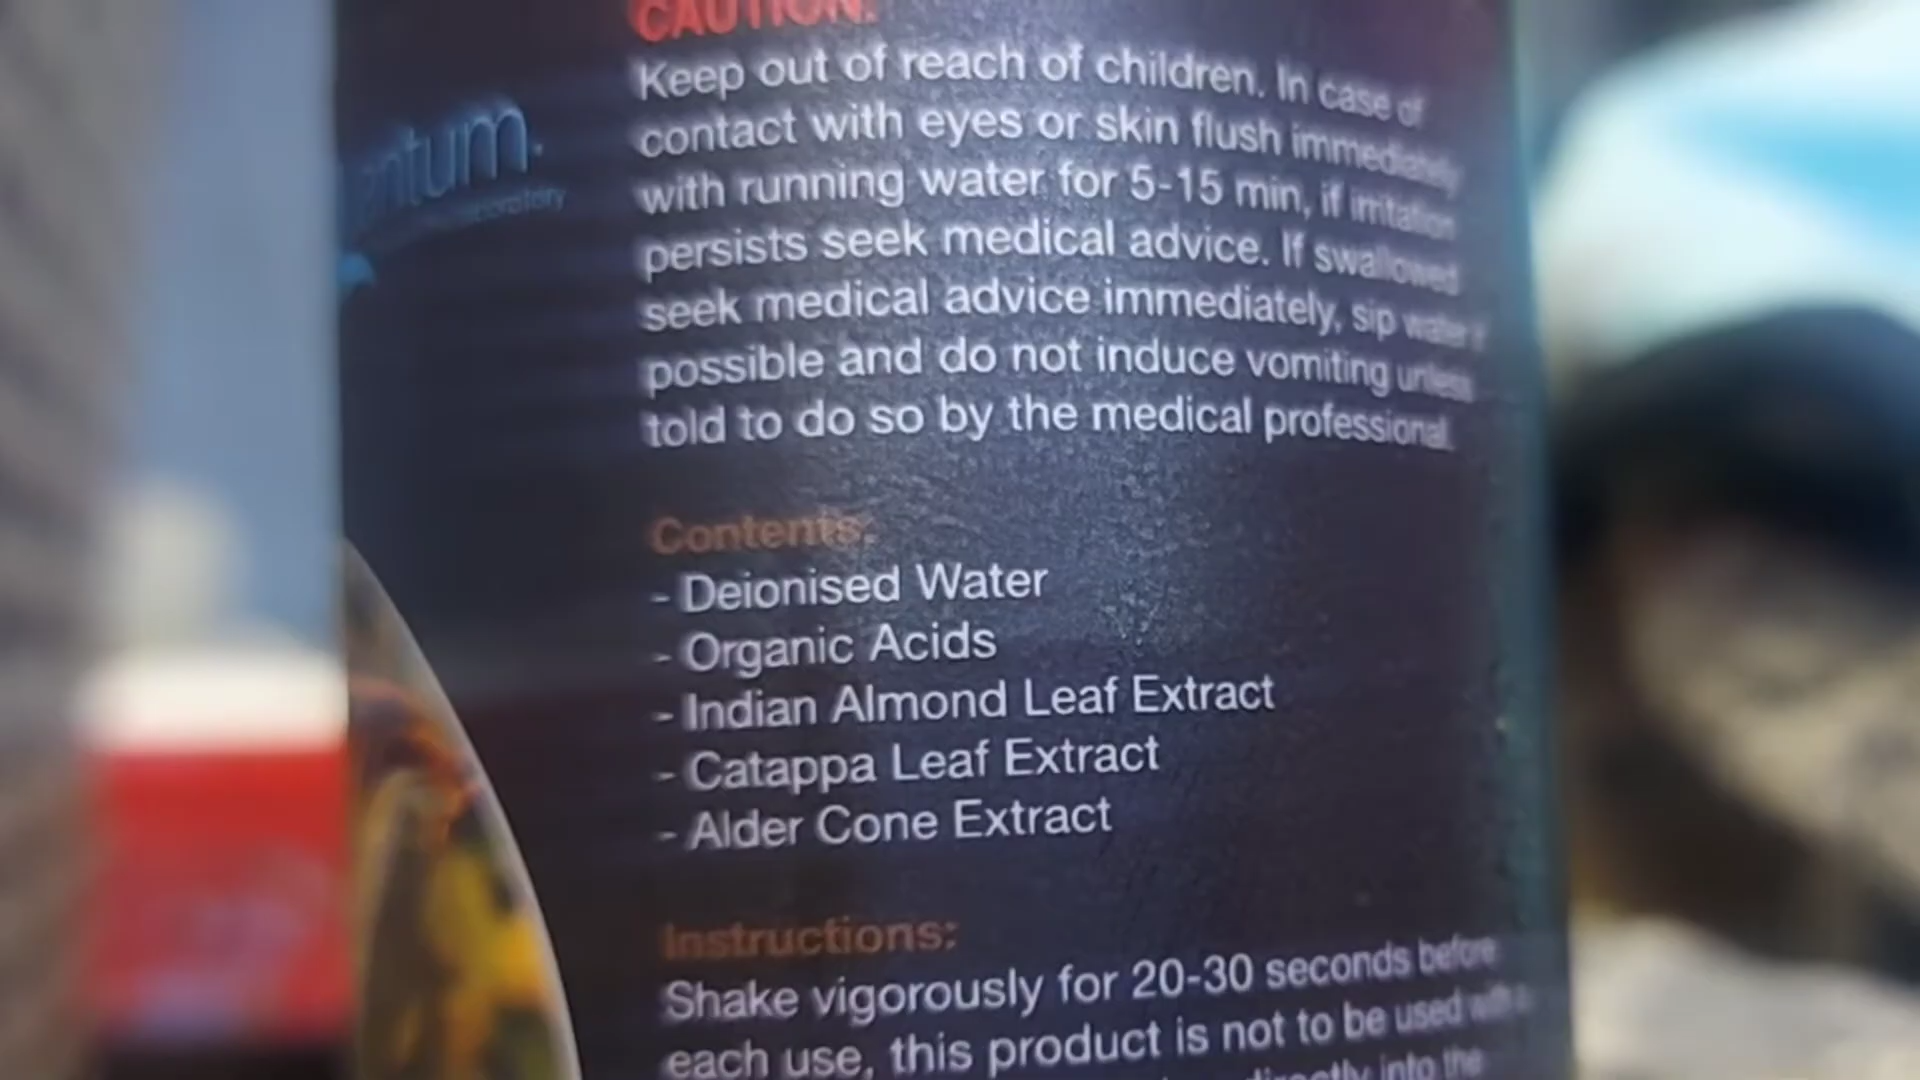 CAUTION:
Keep out of reach of children. In case of
contact with eyes or skin flush immediately
with running water for 5-15 min, if irritation
persists seek medical advice. If swallowed
seek medical advice immediately, sip water if
possible and do not induce vomiting unless
told to do so by the medical professional.
Contents:
- Deionised Water
- Organic Acids
- Indian Almond Leaf Extract
- Catappa Leaf Extract
- Alder Cone Extract
Instructions:
Shake vigorously for 20-30 seconds before
each use, this product is not to be used with a
directly into the